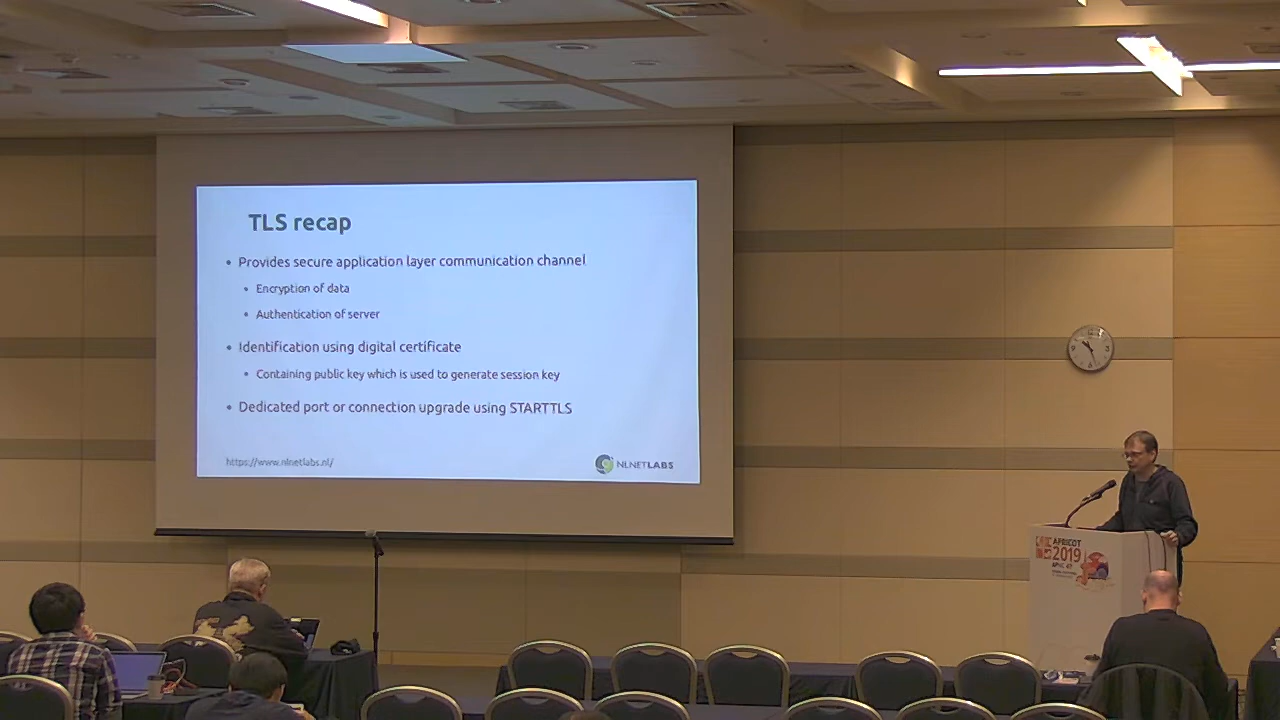 TLS recap
• Provides secure application layer communication channel
• Encryption of data
• Authentication of server
• Identification using digital certificate
• Containing public key which is used to generate session key
• Dedicated port or connection upgrade using STARTTLS
https://www.nlnetlabs.nl/
NLNETLABS
APRICOT
2019